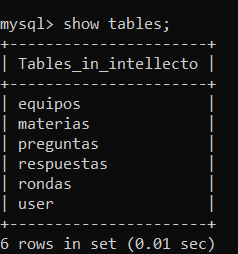 mysql> show tables;
+----------------------+
| Tables_in_intellecto |
+----------------------+
| equipos              |
| materias             |
| preguntas            |
| respuestas           |
| rondas               |
| user                 |
+----------------------+
6 rows in set (0.01 sec)